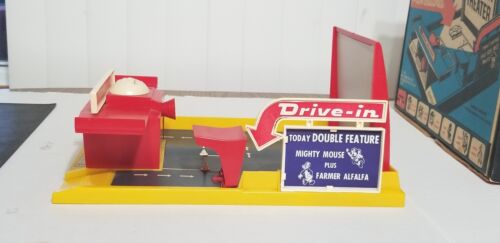 Drive-in
TODAY DOUBLE FEATURE
MIGHTY MOUSE
PLUS
FARMER ALFALFA
THEATER